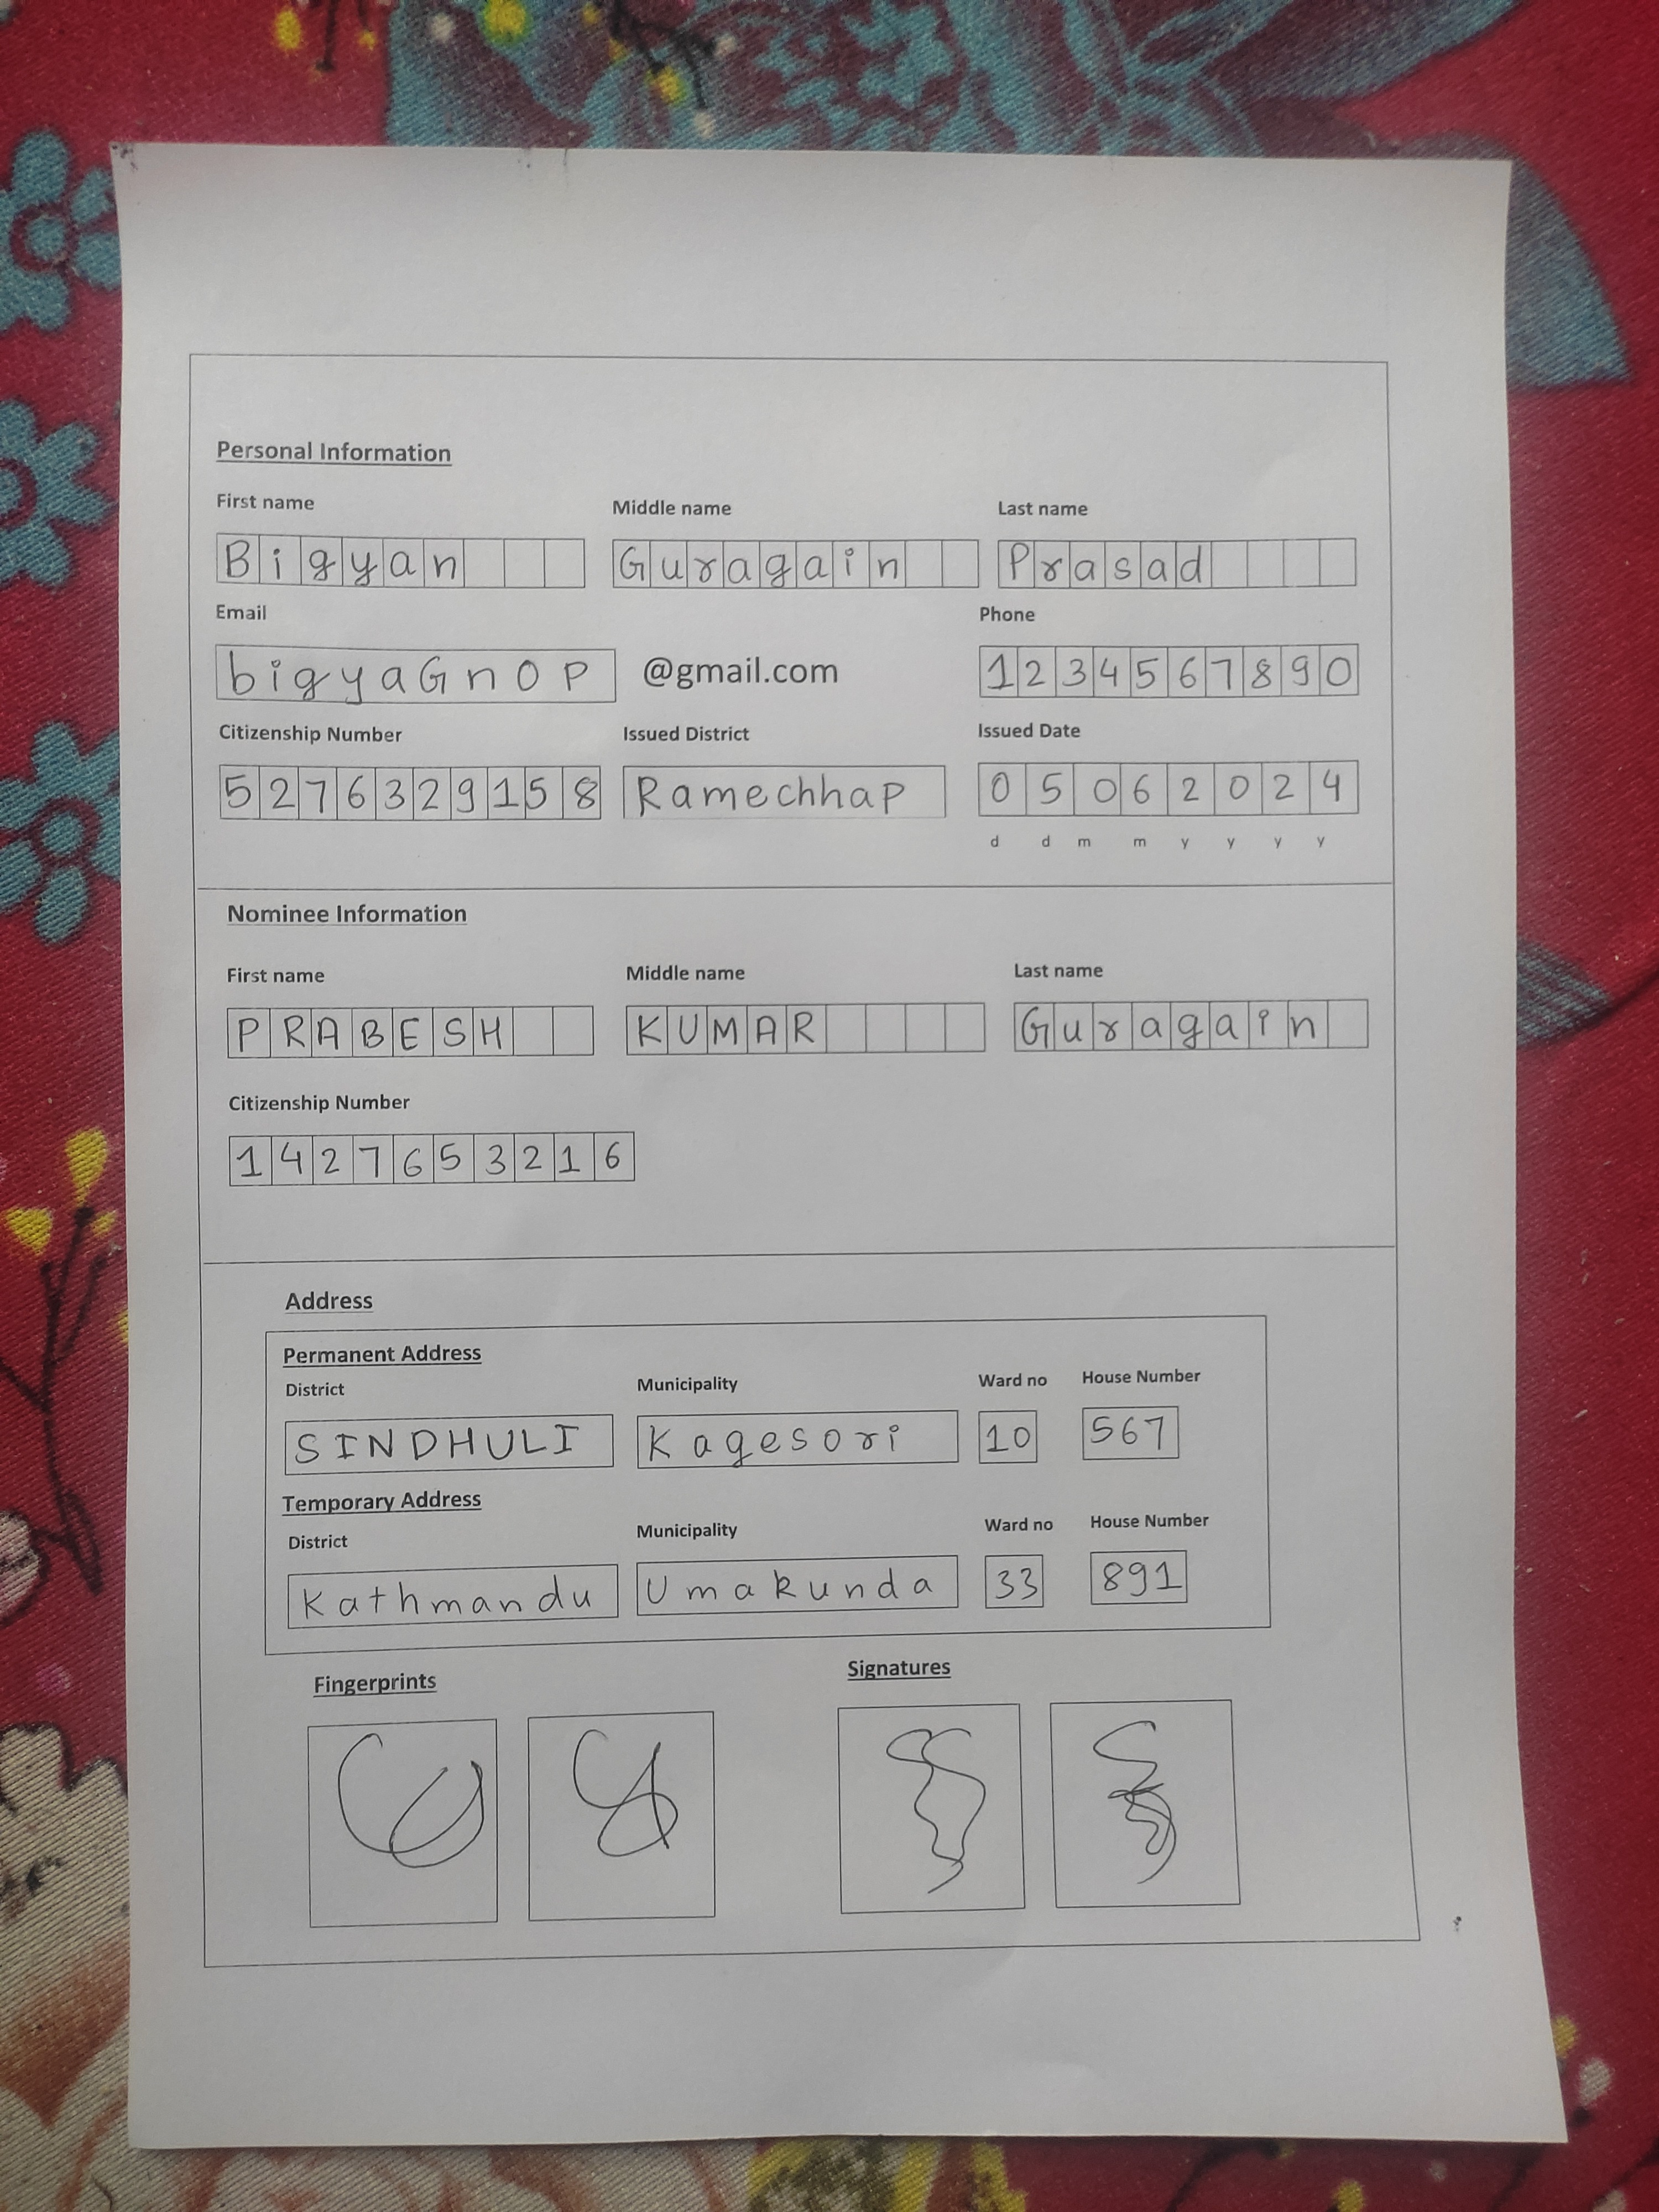 Personal Information
First name Middle name Last name
Bigyan Guragain Prasad
Email Phone
bigyaGnOP @gmail.com 1234567890
Citizenship Number Issued District Issued Date
5276329158 Ramechhap 05062024
d d m m y y y y
Nominee Information
First name Middle name Last name
PRABESH KUMAR Guragain
Citizenship Number
1427653216
Address
Permanent Address
District Municipality Ward no House Number
SINDHULI Kagesori 10 567
Temporary Address
District Municipality Ward no House Number
Kathmandu Umakunda 33 891
Fingerprints Signatures